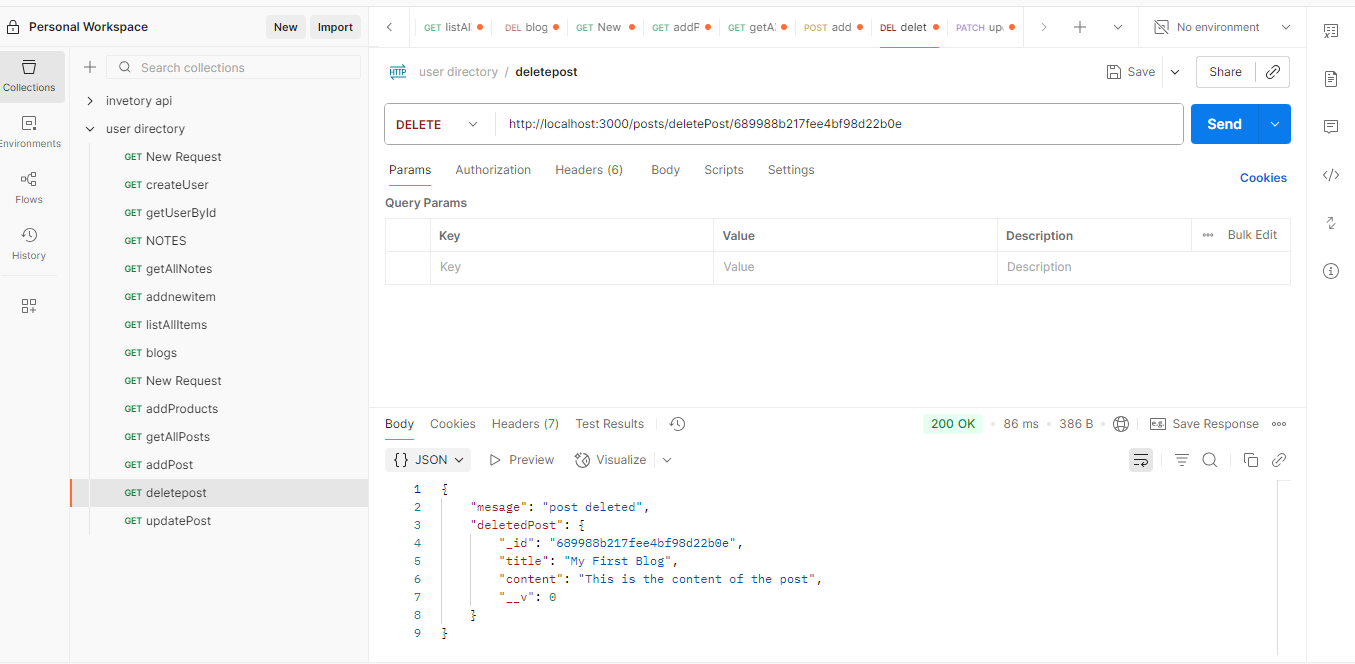 Personal Workspace
New
Import
GET listAl
DEL blog
GET New
GET addP
GET getA
POST add
DEL delet
PATCH up
No environment
Collections
Environments
Flows
History
Search collections
invetory api
user directory
GET New Request
GET createUser
GET getUserById
GET NOTES
GET getAllNotes
GET addnewitem
GET listAllItems
GET blogs
GET New Request
GET addProducts
GET getAllPosts
GET addPost
GET deletepost
GET updatePost
HTTP user directory / deletepost
Save
Share
DELETE
http://localhost:3000/posts/deletePost/689988b217fee4bf98d22b0e
Send
Params Authorization Headers (6) Body Scripts Settings
Cookies
Query Params
Key Value Description ••• Bulk Edit
Key Value Description
Body Cookies Headers (7) Test Results
200 OK • 86 ms • 386 B • e.g. Save Response •••
{} JSON Preview Visualize
1 {
2 "mesage": "post deleted",
3 "deletedPost": {
4 "_id": "689988b217fee4bf98d22b0e",
5 "title": "My First Blog",
6 "content": "This is the content of the post",
7 "__v": 0
8 }
9 }